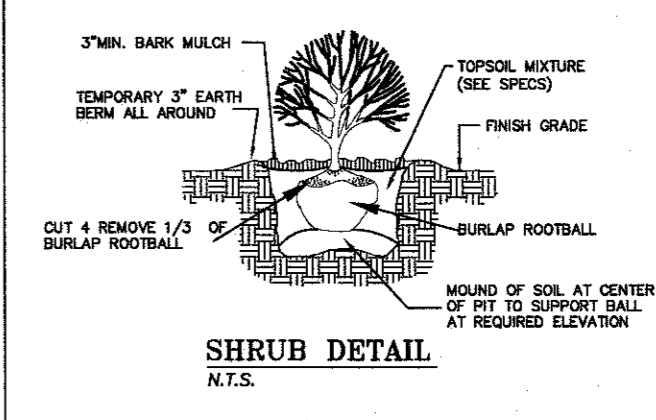 3"MIN. BARK MULCH
TEMPORARY 3" EARTH
BERM ALL AROUND
CUT 4 REMOVE 1/3 OF
BURLAP ROOTBALL
TOPSOIL MIXTURE
(SEE SPECS)
FINISH GRADE
BURLAP ROOTBALL
MOUND OF SOIL AT CENTER
OF PIT TO SUPPORT BALL
AT REQUIRED ELEVATION
SHRUB DETAIL
N.T.S.